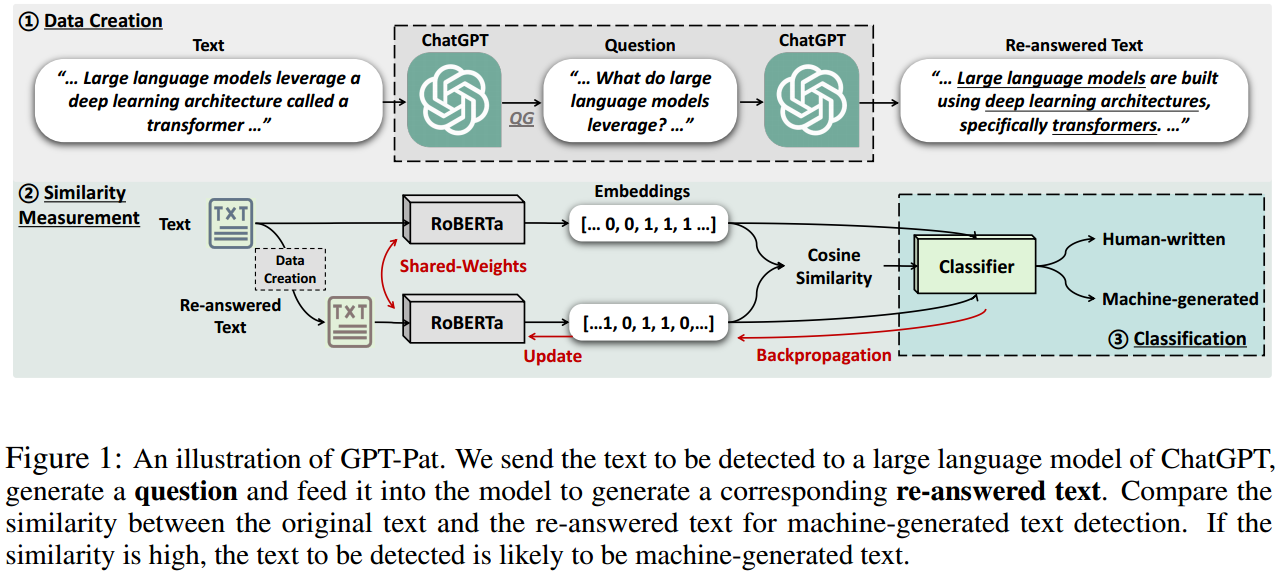 ① Data Creation
Text
ChatGPT
Question
ChatGPT
Re-answered Text
“... Large language models leverage a
deep learning architecture called a
transformer ...”
QG
“... What do large
language models
leverage? ...”
“... Large language models are built
using deep learning architectures,
specifically transformers. ...”
② Similarity
Measurement
Text
TXT
Data
Creation
Re-answered
Text
TXT
RoBERTa
Shared-Weights
RoBERTa
Update
Embeddings
[... 0, 0, 1, 1, 1 ...]
[...1, 0, 1, 1, 0,...]
Cosine
Similarity
Backpropagation
Classifier
Human-written
Machine-generated
③ Classification
Figure 1: An illustration of GPT-Pat. We send the text to be detected to a large language model of ChatGPT,
generate a question and feed it into the model to generate a corresponding re-answered text. Compare the
similarity between the original text and the re-answered text for machine-generated text detection. If the
similarity is high, the text to be detected is likely to be machine-generated text.